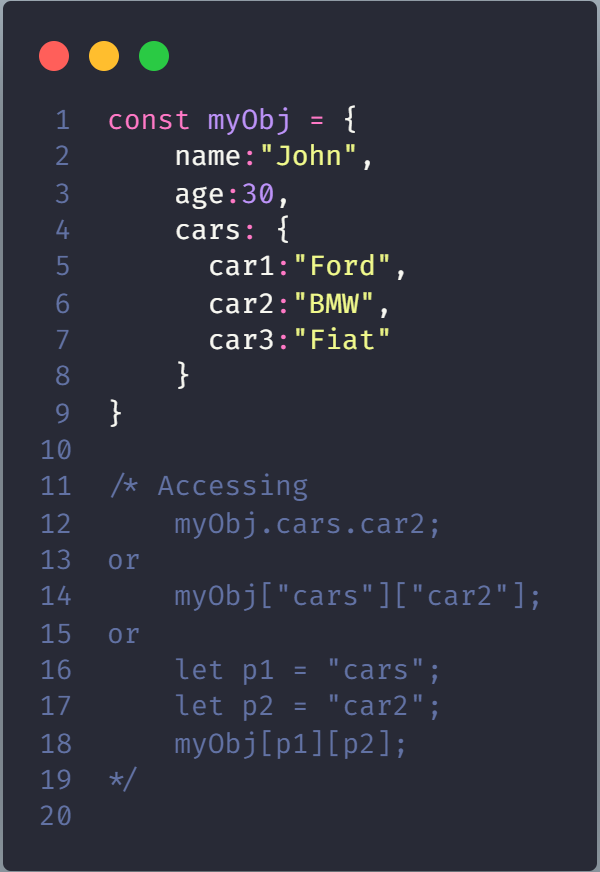 1 const myObj = {
2     name:"John",
3     age:30,
4     cars: {
5       car1:"Ford",
6       car2:"BMW",
7       car3:"Fiat"
8     }
9 }
10
11 /* Accessing
12     myObj.cars.car2;
13 or
14     myObj["cars"]["car2"];
15 or
16     let p1 = "cars";
17     let p2 = "car2";
18     myObj[p1][p2];
19 */
20